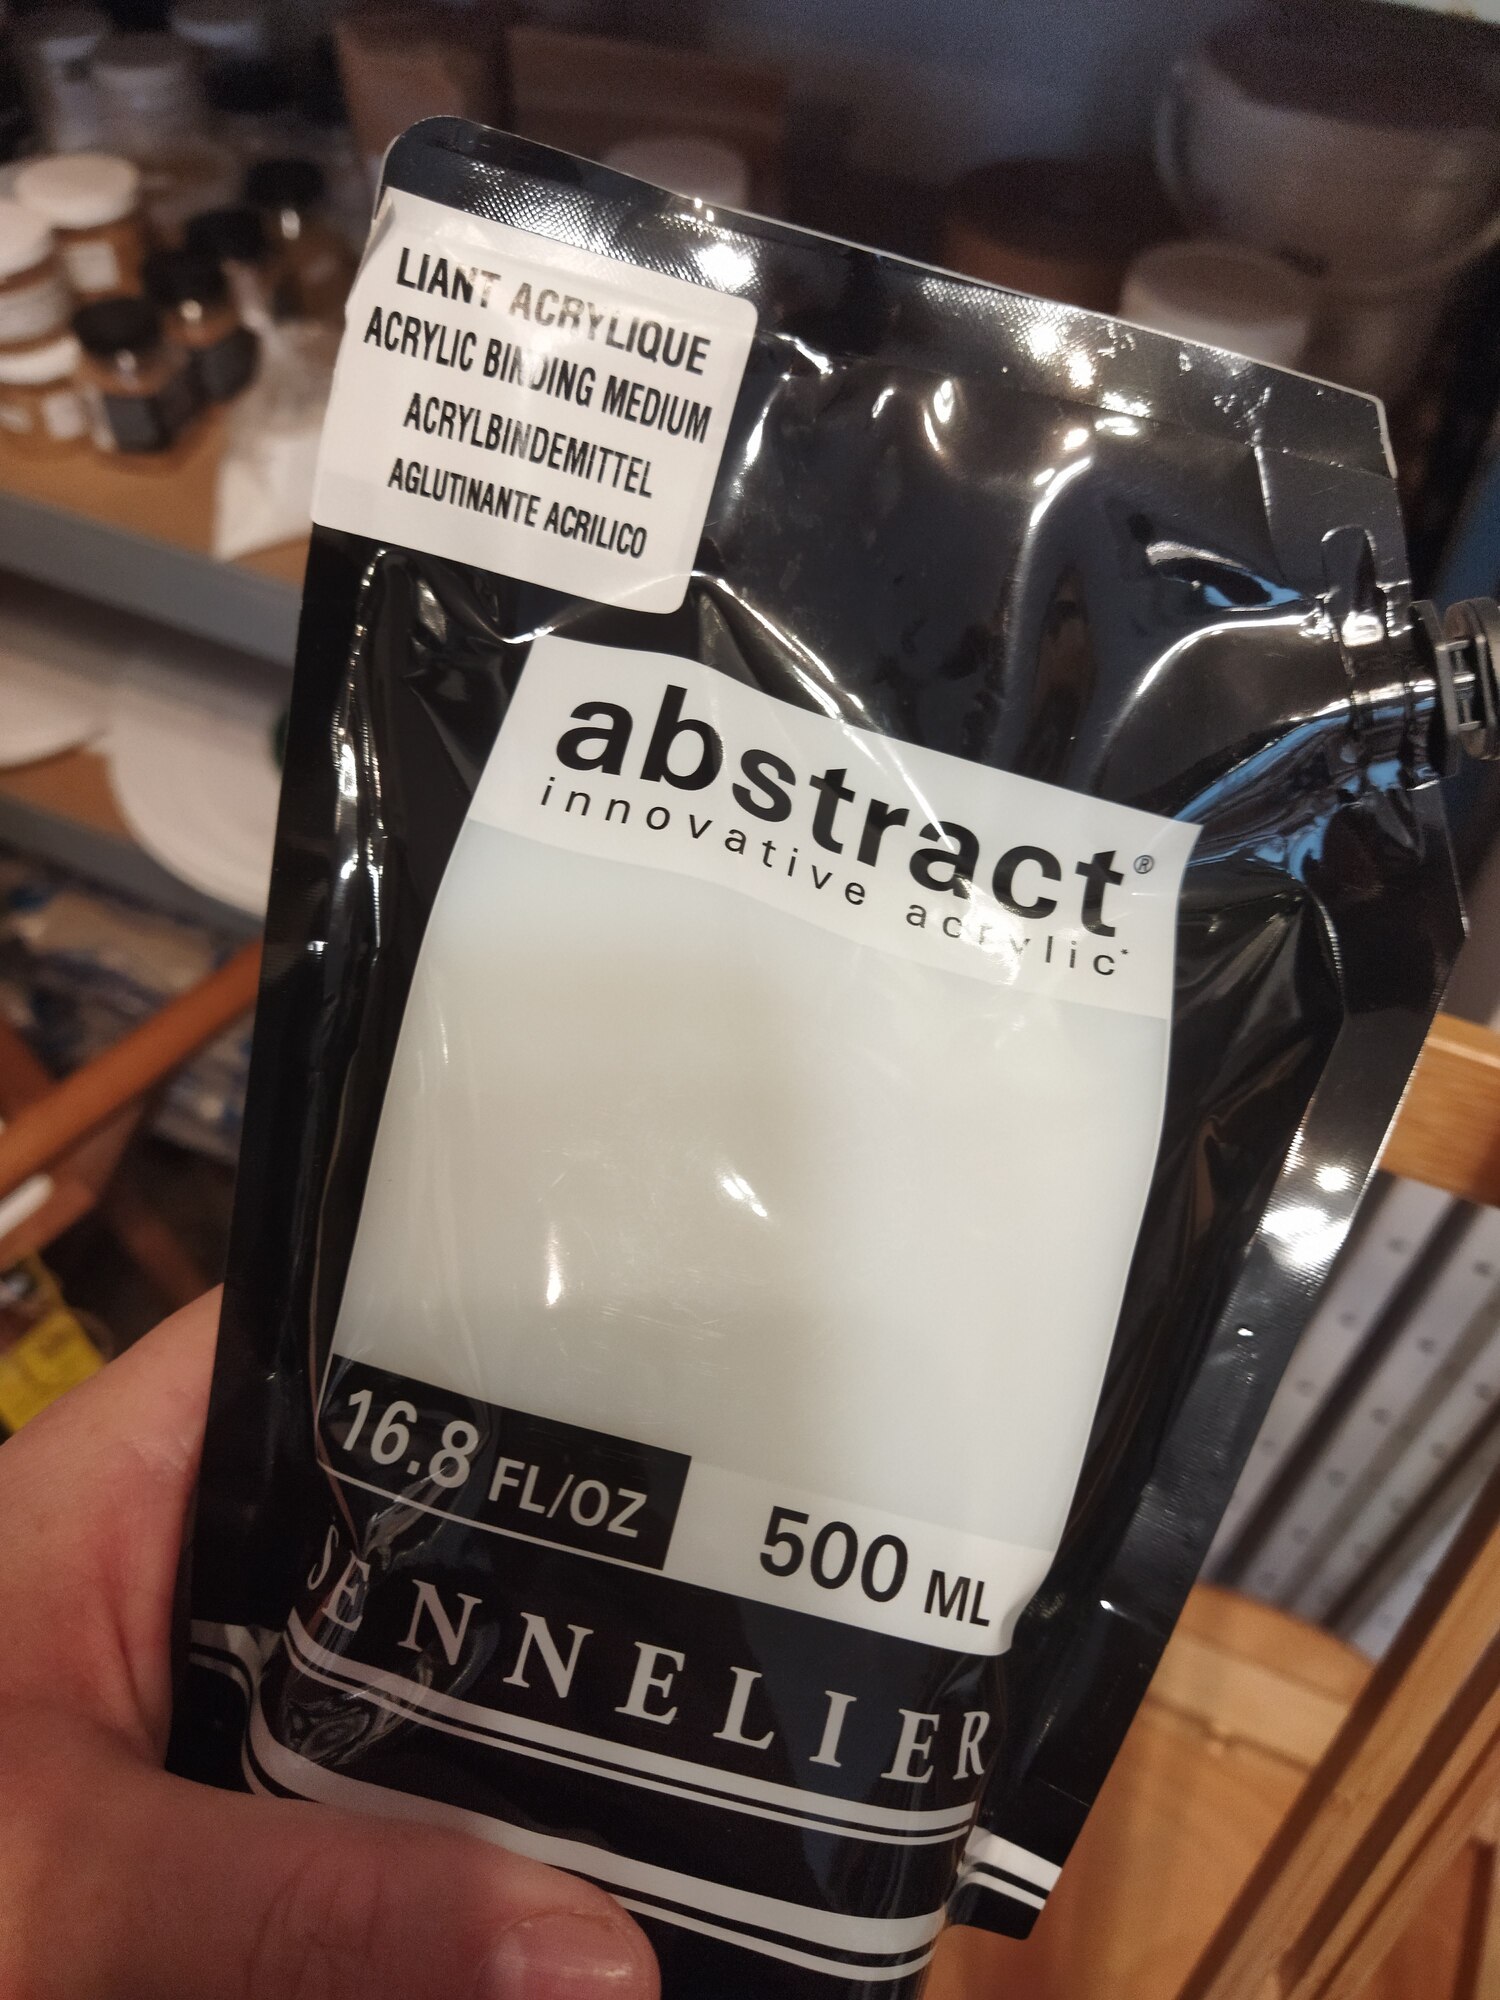 LIANT ACRYLIQUE
ACRYLIC BINDING MEDIUM
ACRYLBINDEMITTEL
AGLUTINANTE ACRILICO
abstract®
innovative acrylic*
16.8 FL/OZ
500 ML
SENNELIER